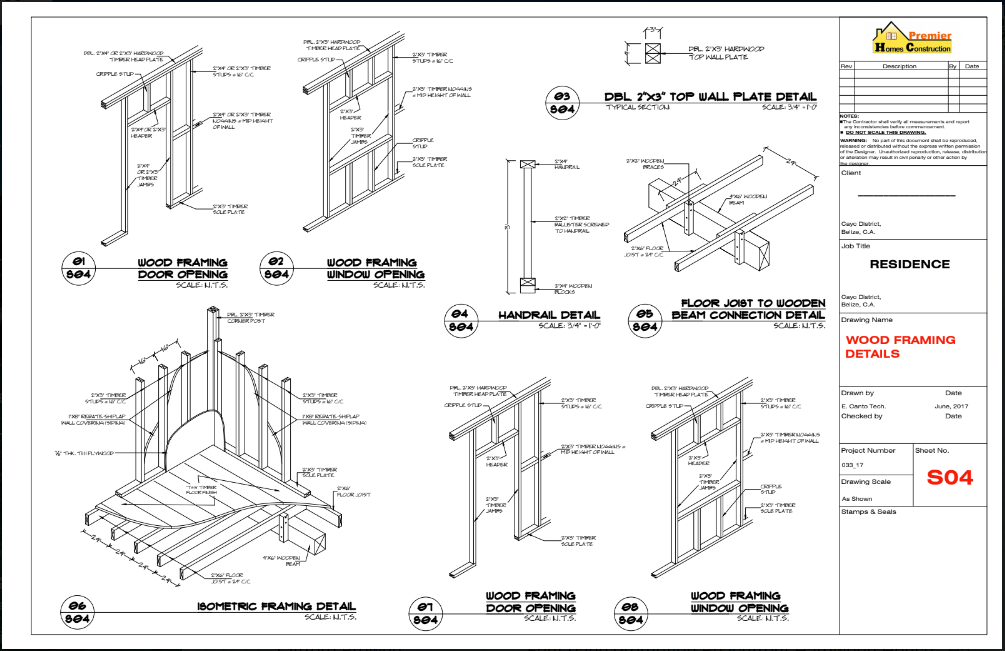 DBL. 2"X4" OR 2"X3" HARDWOOD
TIMBER HEAD PLATE
CRIPPLE STUD
2"X4" OR 2"X3" TIMBER
STUDS @ 16" C/C
2"X4" OR 2"X3" TIMBER
NOGGINS @ MID HEIGHT
OF WALL
2"X4" OR 2"X3"
HEADER
2"X4"
OR 2"X3"
TIMBER
JAMBS
2"X3" TIMBER
SOLE PLATE
01
S04
WOOD FRAMING
DOOR OPENING
SCALE: N.T.S.
DBL. 2"X3" HARDWOOD
TIMBER HEAD PLATE
CRIPPLE STUD
2"X3" TIMBER
STUDS @ 16" C/C
2"X3" TIMBER NOGGINS
@ MID HEIGHT OF WALL
2"X3"
HEADER
2"X3"
TIMBER
JAMBS
CRIPPLE
STUD
2"X3" TIMBER
SOLE PLATE
02
S04
WOOD FRAMING
WINDOW OPENING
SCALE: N.T.S.
3"
4"
DBL. 2"X3" HARDWOOD
TOP WALL PLATE
03
S04
DBL 2"X3" TOP WALL PLATE DETAIL
TYPICAL SECTION
SCALE: 3/4" = 1'-0"
2"X4"
HANDRAIL
2"X2" TIMBER
BALLISTER SCREWED
TO HANDRAIL
3'
2"X4" WOODEN
BLOCKS
04
S04
HANDRAIL DETAIL
SCALE: 3/4" = 1'-0"
2"X2" WOODEN
BRACES
24"
24"
4"X6" WOODEN
BEAM
2"X6" FLOOR
JOIST @ 24" C/C
05
S04
FLOOR JOIST TO WOODEN
BEAM CONNECTION DETAIL
SCALE: N.T.S.
DBL. 2"X3" TIMBER
CORNER POST
16"
16"
2"X3" TIMBER
STUDS @ 16" C/C
1"X8" REBATE SHIPLAP
WALL COVERING (SIDING)
2"X3" TIMBER
STUDS @ 16" C/C
1"X8" REBATE SHIPLAP
WALL COVERING (SIDING)
THK. T1-11 PLYWOOD
2"X3" TIMBER
SOLE PLATE
1"X6" TIMBER
FLOOR FINISH
2"X6"
FLOOR JOIST
24"
24"
24"
24"
4"X6" WOODEN
BEAM
2"X6" FLOOR
JOIST @ 24" C/C
06
S04
ISOMETRIC FRAMING DETAIL
SCALE: N.T.S.
DBL. 2"X3" HARDWOOD
TIMBER HEAD PLATE
CRIPPLE STUD
2"X3" TIMBER
STUDS @ 16" C/C
2"X3" TIMBER NOGGINS @
MID HEIGHT OF WALL
2"X3"
HEADER
2"X3"
TIMBER
JAMBS
2"X3" TIMBER
SOLE PLATE
07
S04
WOOD FRAMING
DOOR OPENING
SCALE: N.T.S.
DBL. 2"X3" HARDWOOD
TIMBER HEAD PLATE
CRIPPLE STUD
2"X3" TIMBER
STUDS @ 16" C/C
2"X3" TIMBER NOGGINS
@ MID HEIGHT OF WALL
2"X3"
HEADER
2"X3"
TIMBER
JAMBS
CRIPPLE
STUD
2"X3" TIMBER
SOLE PLATE
08
S04
WOOD FRAMING
WINDOW OPENING
SCALE: N.T.S.
Premier
Homes Construction
Rev Description By Date
NOTES:
The Contractor shall verify all measurements and report
any inconsistencies before commencement.
DO NOT SCALE THIS DRAWING.
WARNING: No part of this document shall be reproduced,
released or distributed without the express written permission
of the Designer. Unauthorized reproduction, release, distribution
or alteration may result in civil penalty or other action by
the designer.
Client
Cayo District,
Belize, C.A.
Job Title
RESIDENCE
Cayo District,
Belize, C.A.
Drawing Name
WOOD FRAMING
DETAILS
Drawn by Date
E. Canto Tech. June, 2017
Checked by Date
Project Number
033_17
Sheet No.
S04
Drawing Scale
As Shown
Stamps & Seals